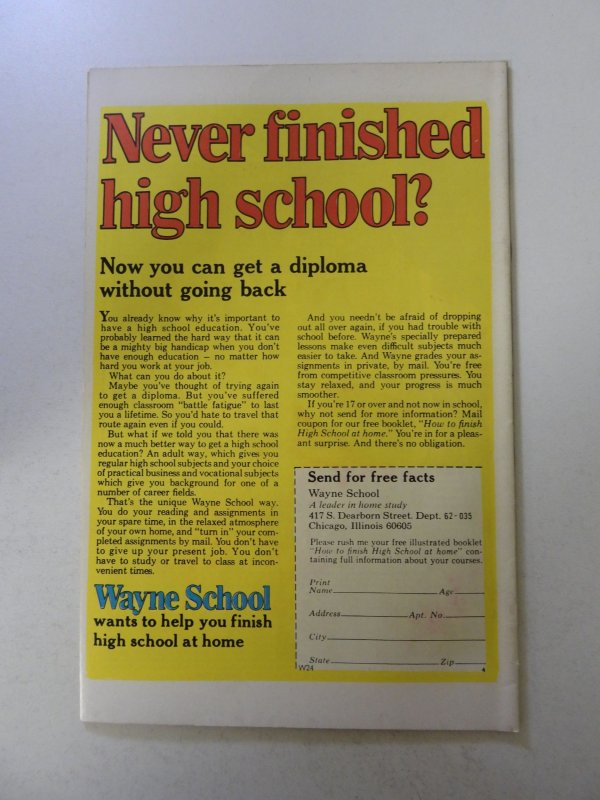 Never finished
high school?
Now you can get a diploma
without going back
You already know why it's important to
have a high school education. You've
probably learned the hard way that it can
be a mighty big handicap when you don't
have enough education – no matter how
hard you work at your job.
What can you do about it?
Maybe you've thought of trying again
to get a diploma. But you've suffered
enough classroom "battle fatigue" to last
you a lifetime. So you'd hate to travel that
route again even if you could.
But what if we told you that there was
now a much better way to get a high school
education? An adult way, which gives you
regular high school subjects and your choice
of practical business and vocational subjects
which give you background for one of a
number of career fields.
That's the unique Wayne School way.
You do your reading and assignments in
your spare time, in the relaxed atmosphere
of your own home, and "turn in" your com-
pleted assignments by mail. You don't have
to give up your present job. You don't
have to study or travel to class at incon-
venient times.
Wayne School
wants to help you finish
high school at home
And you needn't be afraid of dropping
out all over again, if you had trouble with
school before. Wayne's specially prepared
lessons make even difficult subjects much
easier to take. And Wayne grades your as-
signments in private, by mail. You're free
from competitive classroom pressures. You
stay relaxed, and your progress is much
smoother.
If you're 17 or over and not now in school,
why not send for more information? Mail
coupon for our free booklet, "How to finish
High School at home." You're in for a pleas-
ant surprise. And there's no obligation.
Send for free facts
Wayne School
A leader in home study
417 S. Dearborn Street, Dept. 62-035
Chicago, Illinois 60605
Please rush me your free illustrated booklet
"How to finish High School at home" con-
taining full information about your courses.
Print
Name Age
Address Apt. No.
City
State Zip
W24 4